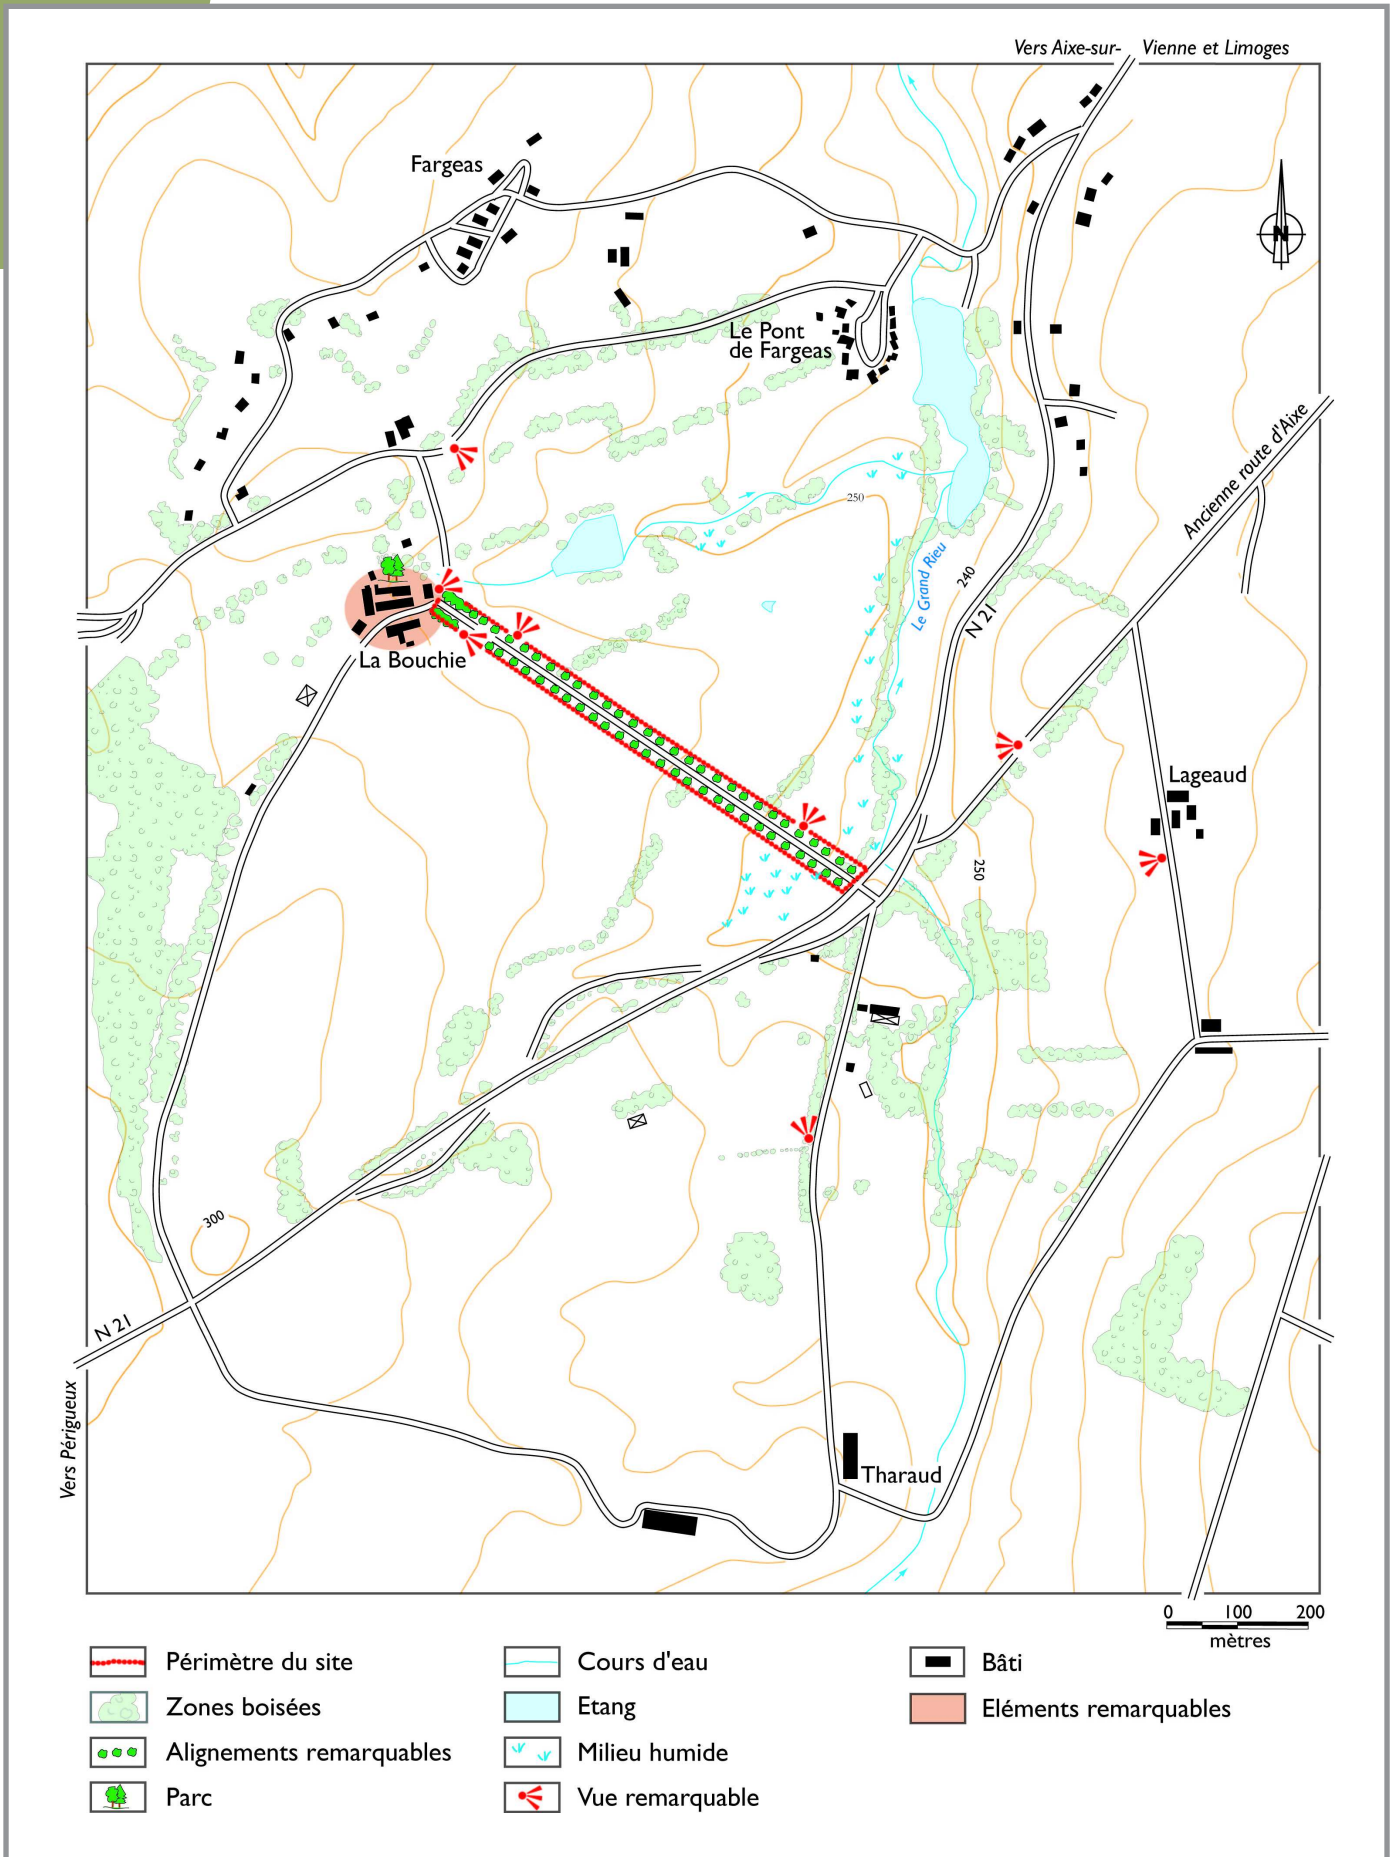 Vers Aixe-sur- Vienne et Limoges
Fargeas
N
Le Pont
de Fargeas
Ancienne route d'Aixe
250
Le Grand Rieu
240
N 21
La Bouchie
Lageaud
250
300
N 21
Vers Périgueux
Tharaud
0 100 200
mètres
Périmètre du site
Cours d'eau
Bâti
Zones boisées
Etang
Eléments remarquables
Alignements remarquables
Milieu humide
Parc
Vue remarquable